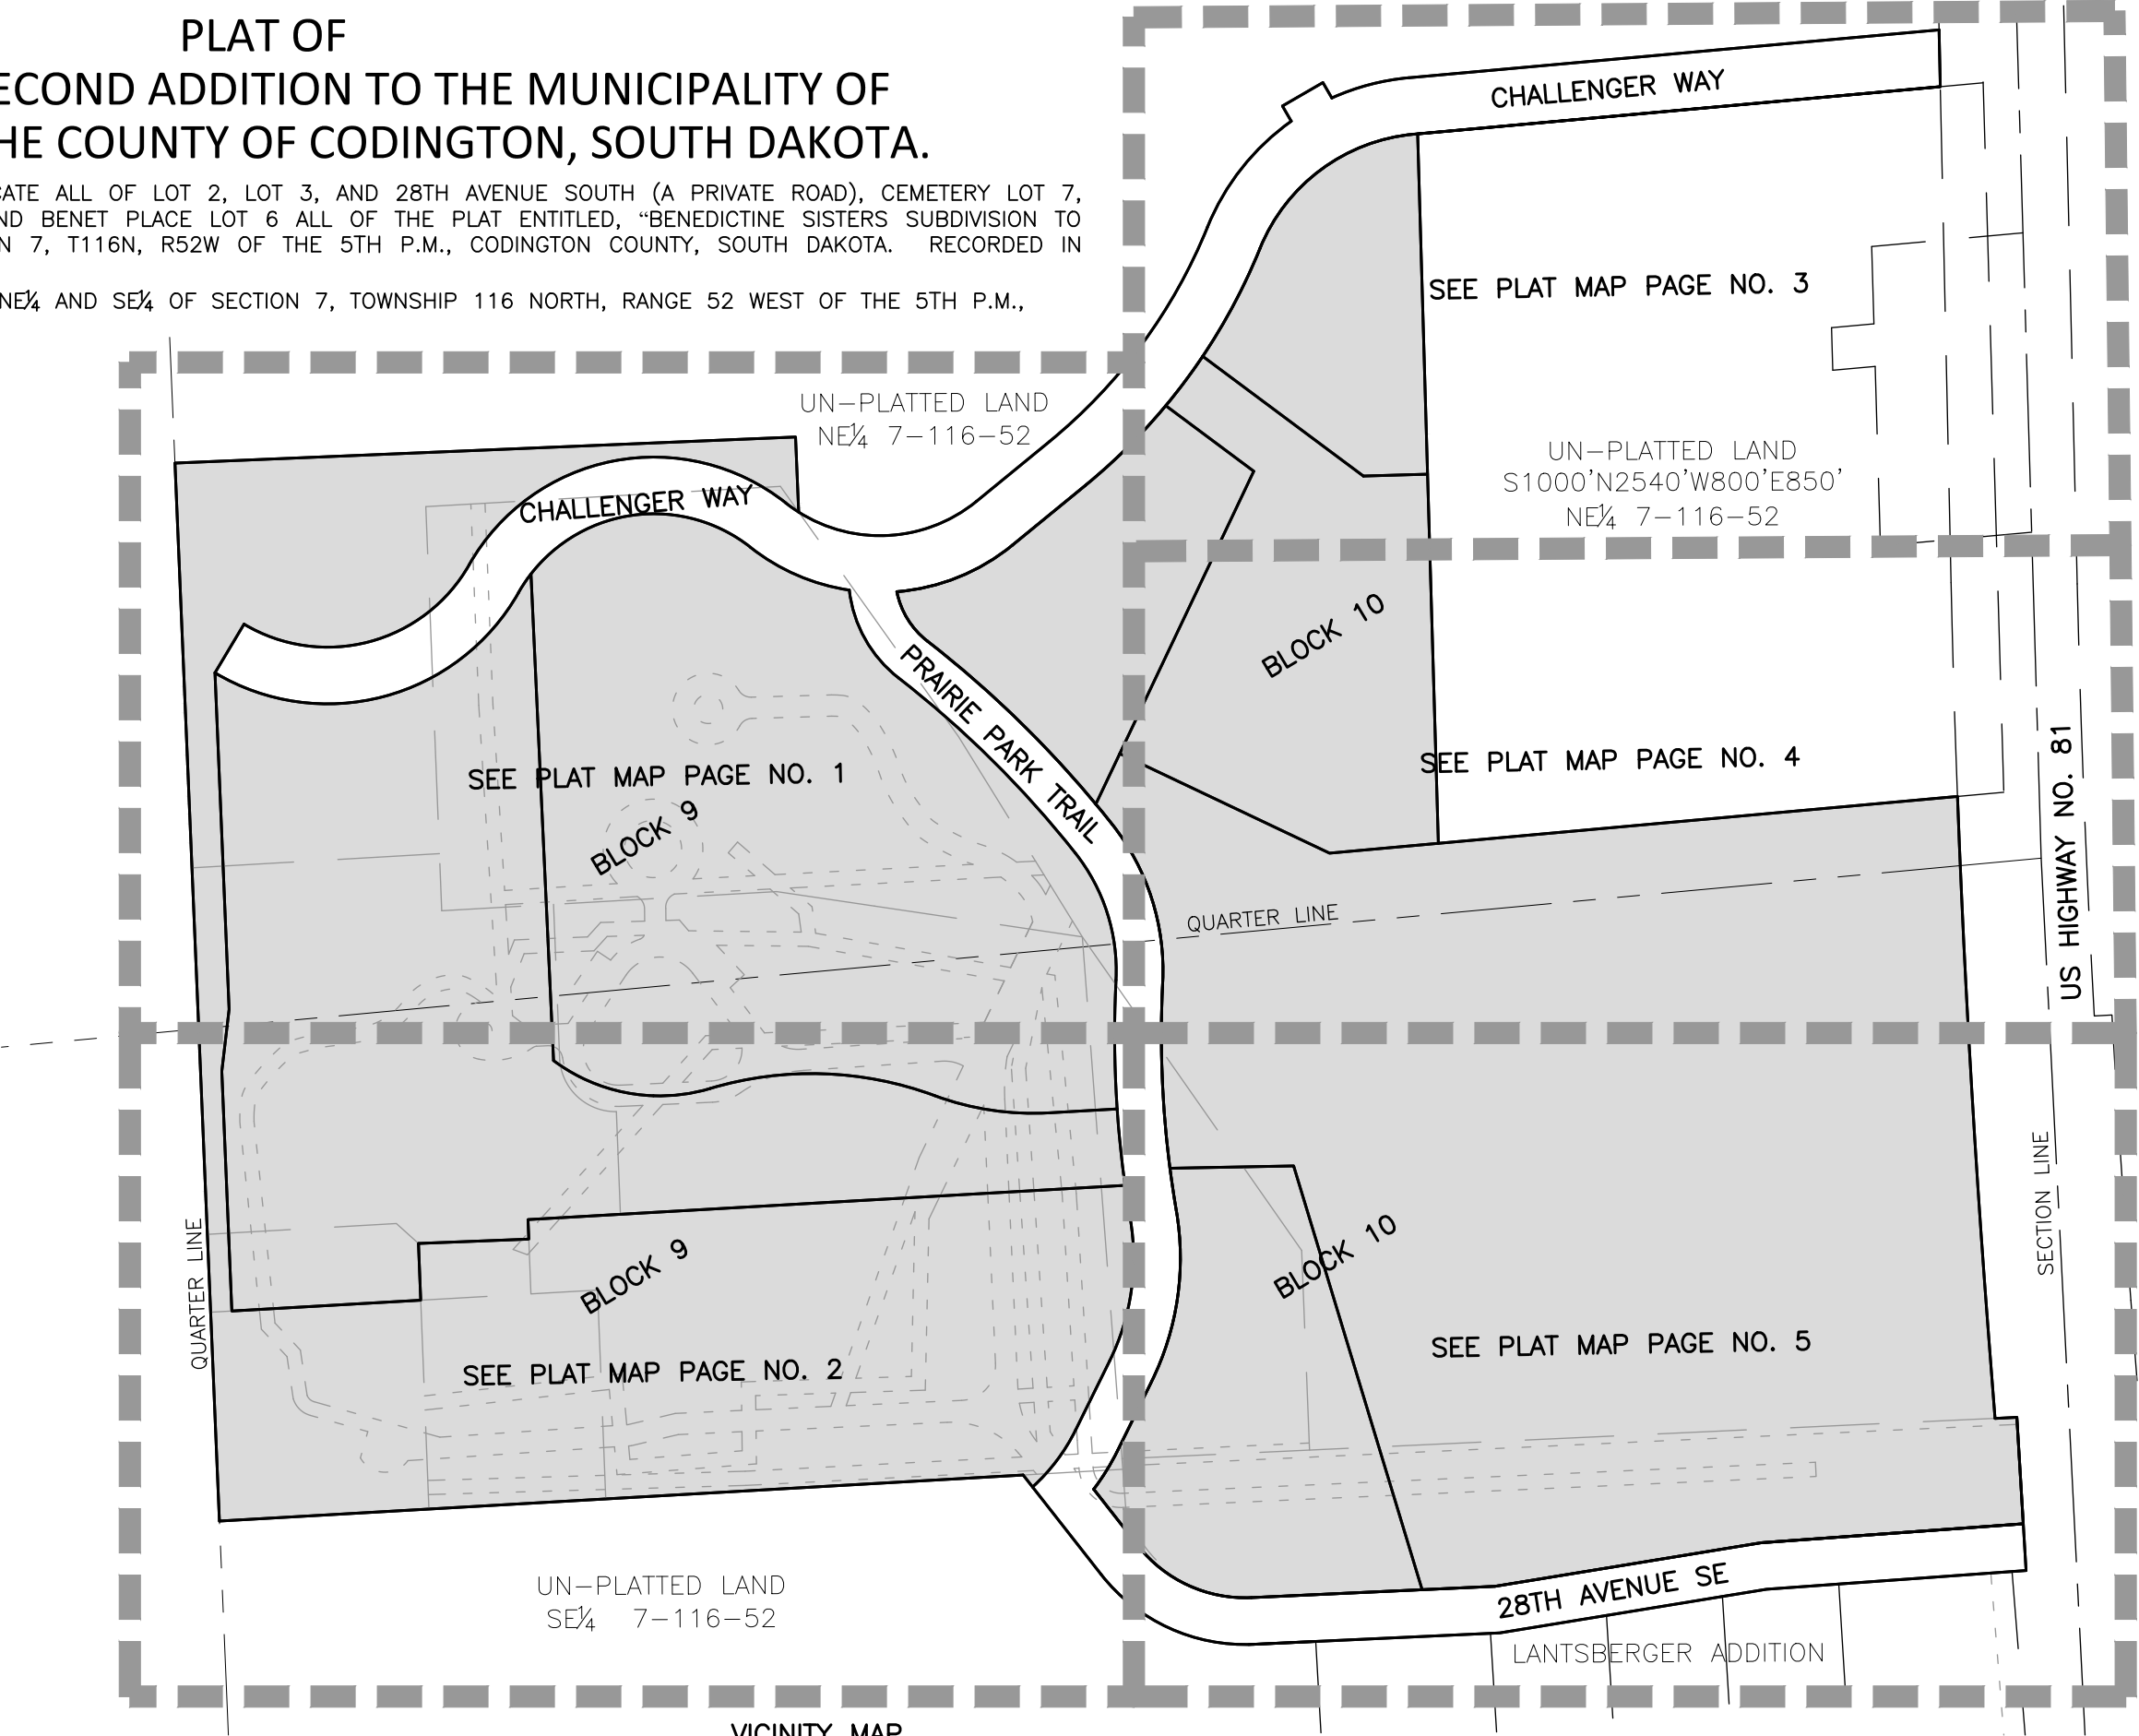 PLAT OF
ECOND ADDITION TO THE MUNICIPALITY OF
HE COUNTY OF CODINGTON, SOUTH DAKOTA.
CATE ALL OF LOT 2, LOT 3, AND 28TH AVENUE SOUTH (A PRIVATE ROAD), CEMETERY LOT 7,
ND BENET PLACE LOT 6 ALL OF THE PLAT ENTITLED, “BENEDICTINE SISTERS SUBDIVISION TO
N 7, T116N, R52W OF THE 5TH P.M., CODINGTON COUNTY, SOUTH DAKOTA. RECORDED IN
NE¼ AND SE¼ OF SECTION 7, TOWNSHIP 116 NORTH, RANGE 52 WEST OF THE 5TH P.M.,
CHALLENGER WAY
SEE PLAT MAP PAGE NO. 3
UN-PLATTED LAND
NE¼ 7-116-52
UN-PLATTED LAND
S1000'N2540'W800'E850'
NE¼ 7-116-52
CHALLENGER WAY
BLOCK 10
PRAIRIE PARK TRAIL
SEE PLAT MAP PAGE NO. 1
BLOCK 9
SEE PLAT MAP PAGE NO. 4
US HIGHWAY NO. 81
QUARTER LINE
QUARTER LINE
SECTION LINE
BLOCK 9
BLOCK 10
SEE PLAT MAP PAGE NO. 2
SEE PLAT MAP PAGE NO. 5
UN-PLATTED LAND
SE¼ 7-116-52
28TH AVENUE SE
LANTSBERGER ADDITION
VICINITY MAP